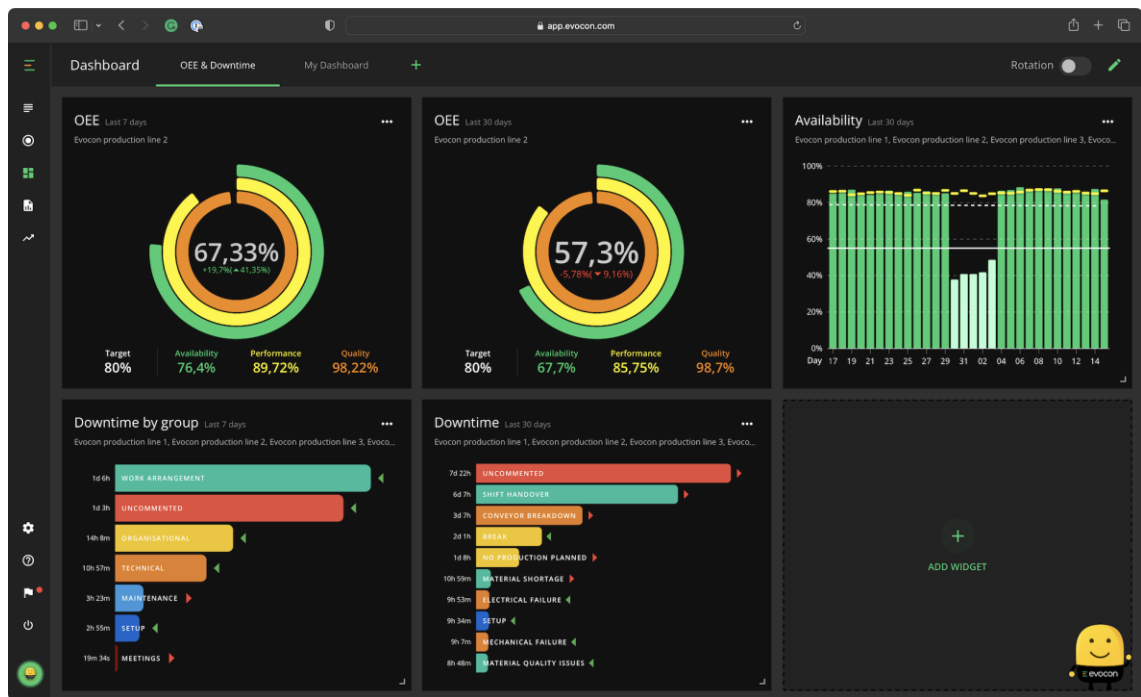 app.evocon.com
Dashboard
OEE & Downtime
My Dashboard
Rotation
OEE Last 7 days
Evocon production line 2
67,33%
+19,7%(▲41,35%)
Target
80%
Availability
76,4%
Performance
89,72%
Quality
98,22%
OEE Last 30 days
Evocon production line 2
57,3%
-5,78%(▼9,16%)
Target
80%
Availability
67,7%
Performance
85,75%
Quality
98,7%
Availability Last 30 days
Evocon production line 1, Evocon production line 2, Evocon production line 3, Evoco...
100%
80%
60%
40%
20%
0%
Day 17 19 21 23 25 27 29 31 02 04 06 08 10 12 14
Downtime by group Last 7 days
Evocon production line 1, Evocon production line 2, Evocon production line 3, Evoco...
1d 6h WORK ARRANGEMENT
1d 3h UNCOMMENTED
14h 8m ORGANISATIONAL
10h 57m TECHNICAL
3h 23m MAINTENANCE
2h 55m SETUP
19m 34s MEETINGS
Downtime Last 30 days
Evocon production line 1, Evocon production line 2, Evocon production line 3, Evoco...
7d 22h UNCOMMENTED
6d 7h SHIFT HANDOVER
3d 7h CONVEYOR BREAKDOWN
2d 1h BREAK
1d 8h NO PRODUCTION PLANNED
10h 59m MATERIAL SHORTAGE
9h 53m ELECTRICAL FAILURE
9h 34m SETUP
9h 7m MECHANICAL FAILURE
8h 48m MATERIAL QUALITY ISSUES
ADD WIDGET
evocon